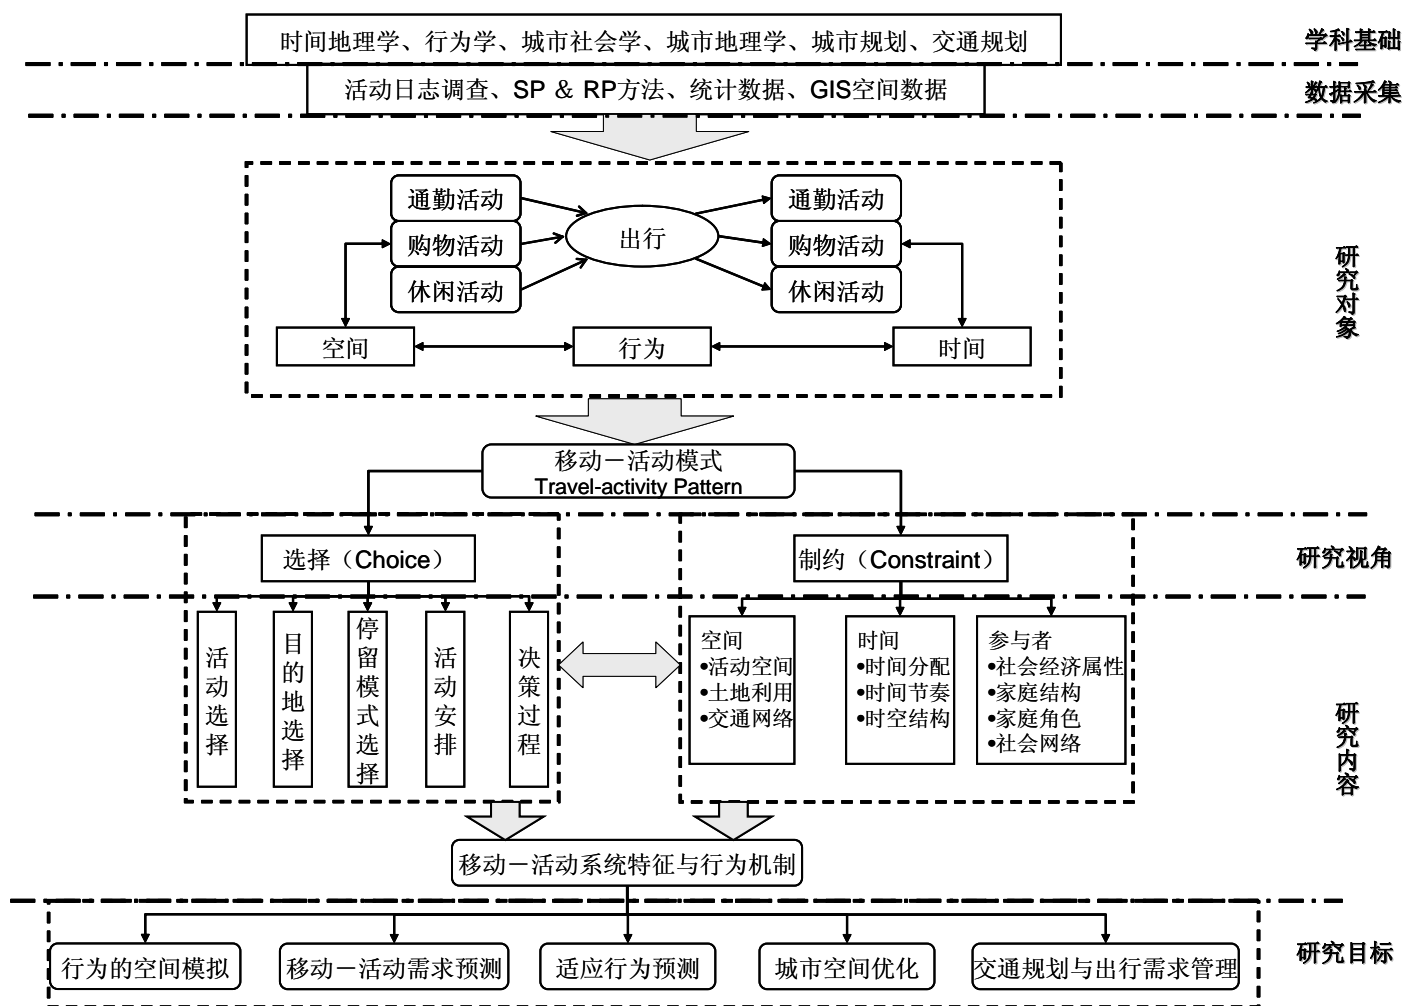 时间地理学、行为学、城市社会学、城市地理学、城市规划、交通规划
学科基础
活动日志调查、SP & RP方法、统计数据、GIS空间数据
数据采集
通勤活动
购物活动
休闲活动
出行
通勤活动
购物活动
休闲活动
空间
行为
时间
研究对象
移动－活动模式
Travel-activity Pattern
选择（Choice）
制约（Constraint）
研究视角
活动选择
目的地选择
停留模式选择
活动安排
决策过程
空间
•活动空间
•土地利用
•交通网络
时间
•时间分配
•时间节奏
•时空结构
参与者
•社会经济属性
•家庭结构
•家庭角色
•社会网络
研究内容
移动－活动系统特征与行为机制
行为的空间模拟
移动－活动需求预测
适应行为预测
城市空间优化
交通规划与出行需求管理
研究目标